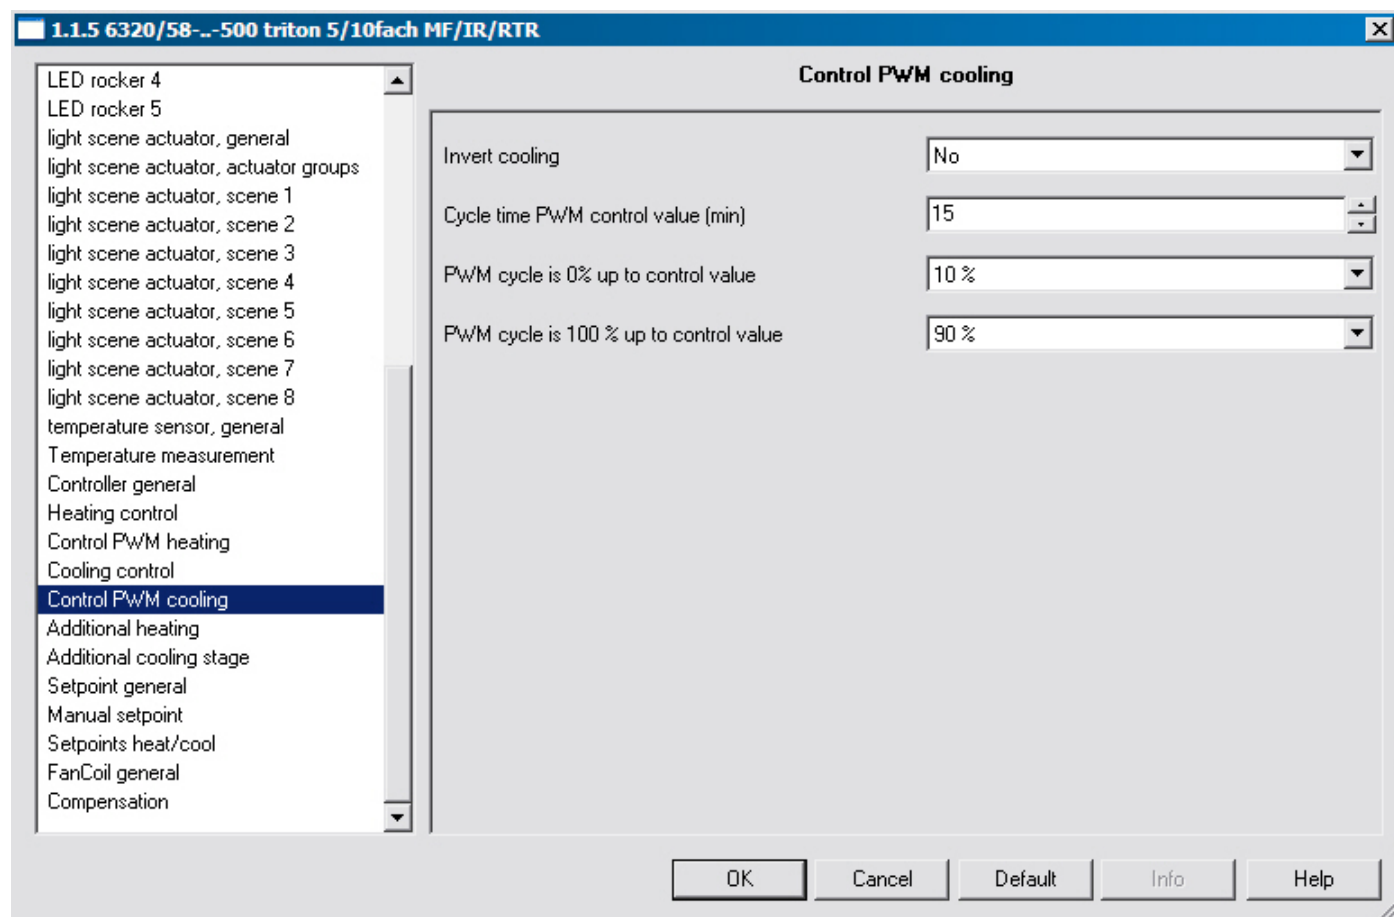 1.1.5 6320/58-..-500 triton 5/10fach MF/IR/RTR
LED rocker 4
LED rocker 5
light scene actuator, general
light scene actuator, actuator groups
light scene actuator, scene 1
light scene actuator, scene 2
light scene actuator, scene 3
light scene actuator, scene 4
light scene actuator, scene 5
light scene actuator, scene 6
light scene actuator, scene 7
light scene actuator, scene 8
temperature sensor, general
Temperature measurement
Controller general
Heating control
Control PWM heating
Cooling control
Control PWM cooling
Additional heating
Additional cooling stage
Setpoint general
Manual setpoint
Setpoints heat/cool
FanCoil general
Compensation
Control PWM cooling
Invert cooling No
Cycle time PWM control value (min) 15
PWM cycle is 0% up to control value 10 %
PWM cycle is 100 % up to control value 90 %
OK Cancel Default Info Help